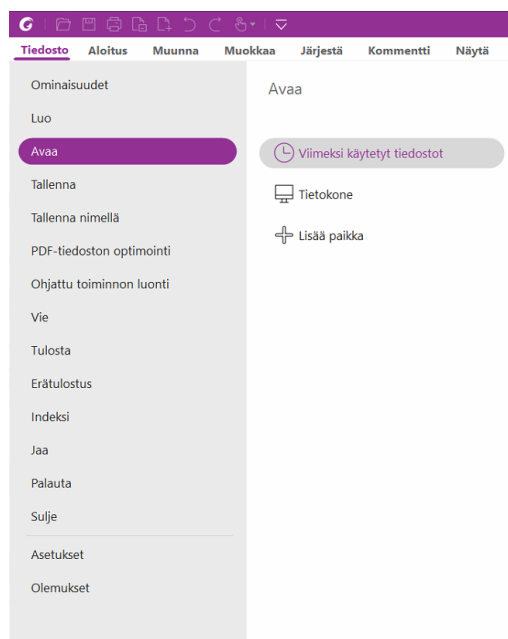 Tiedosto Aloitus Muunna Muokkaa Järjestä Kommentti Näytä
Ominaisuudet
Luo
Avaa
Tallenna
Tallenna nimellä
PDF-tiedoston optimointi
Ohjattu toiminnon luonti
Vie
Tulosta
Erätulostus
Indeksi
Jaa
Palauta
Sulje
Asetukset
Olemukset
Avaa
Viimeksi käytetyt tiedostot
Tietokone
Lisää paikka